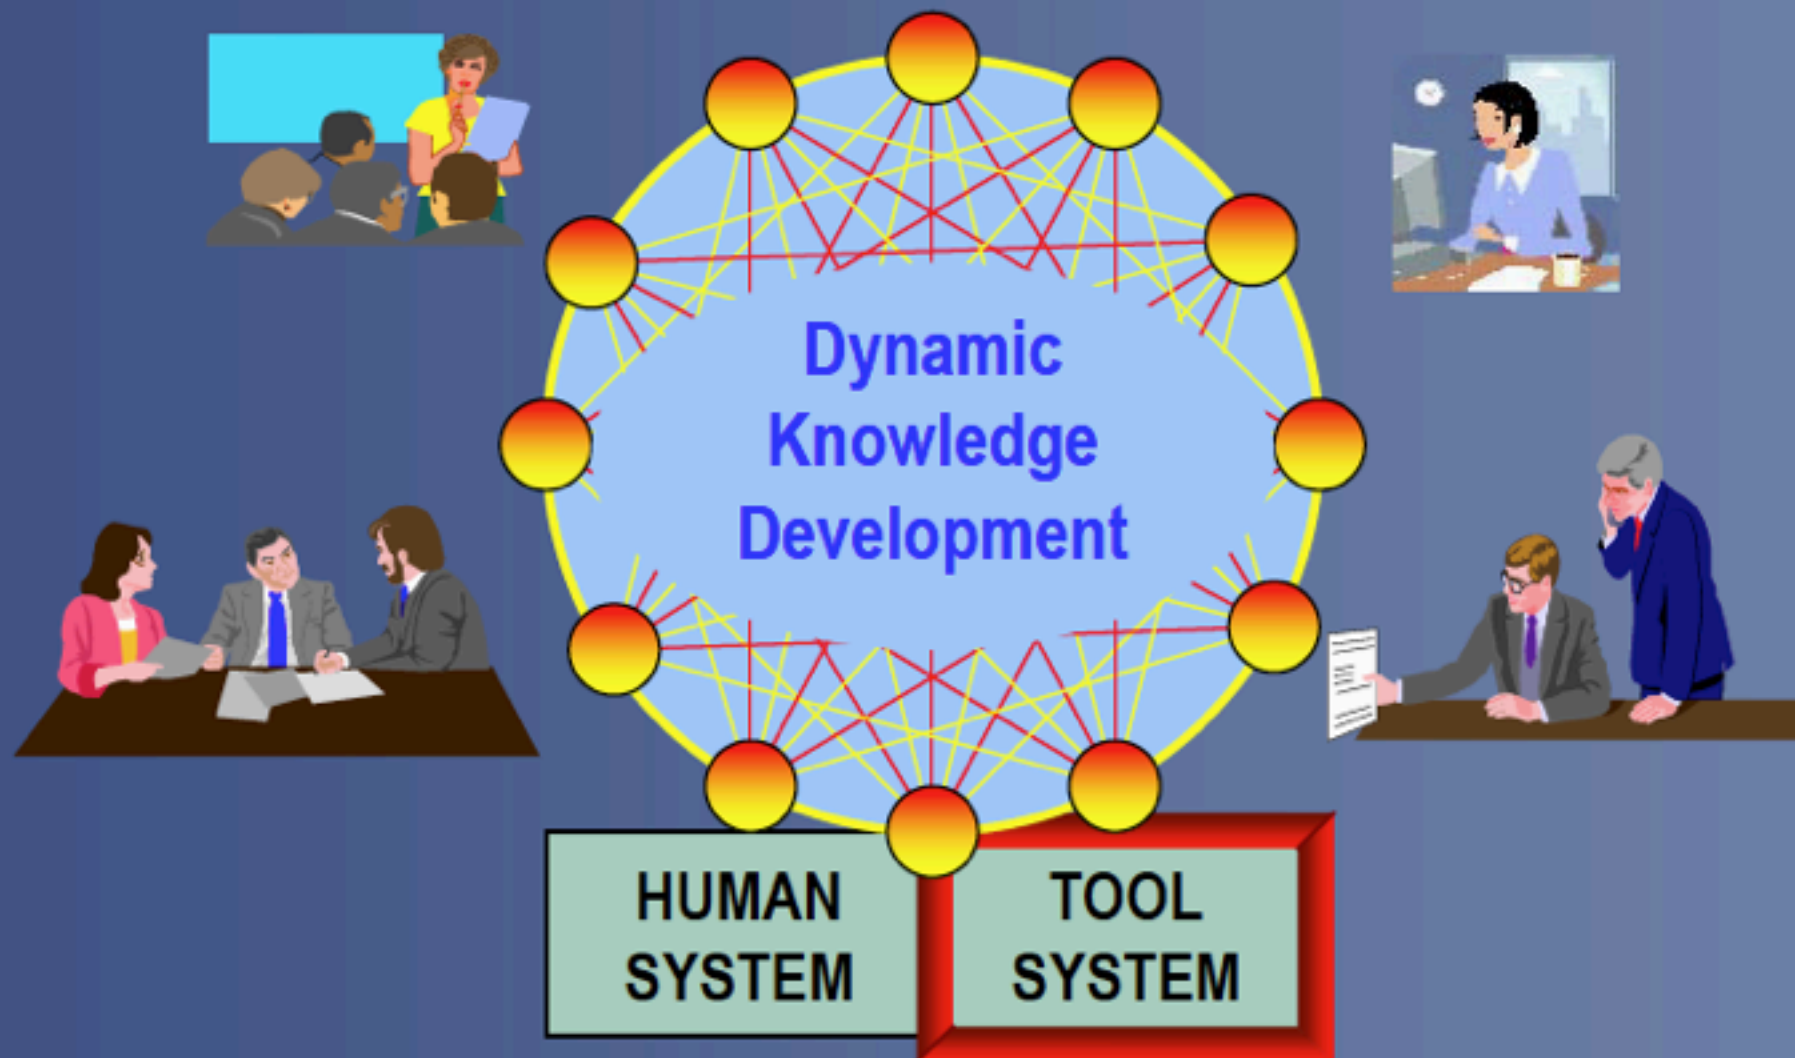 Dynamic
Knowledge
Development
HUMAN
SYSTEM
TOOL
SYSTEM